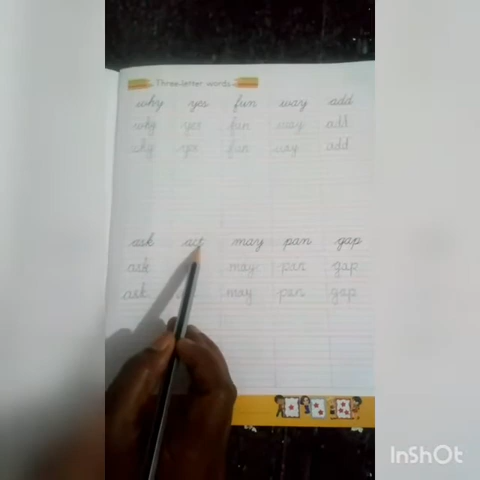 Three letter words
why yes fun way add
why yes fun way add
why yes fun way add
ask act may pan gap
ask may pan gap
ask may pan gap
InShOt